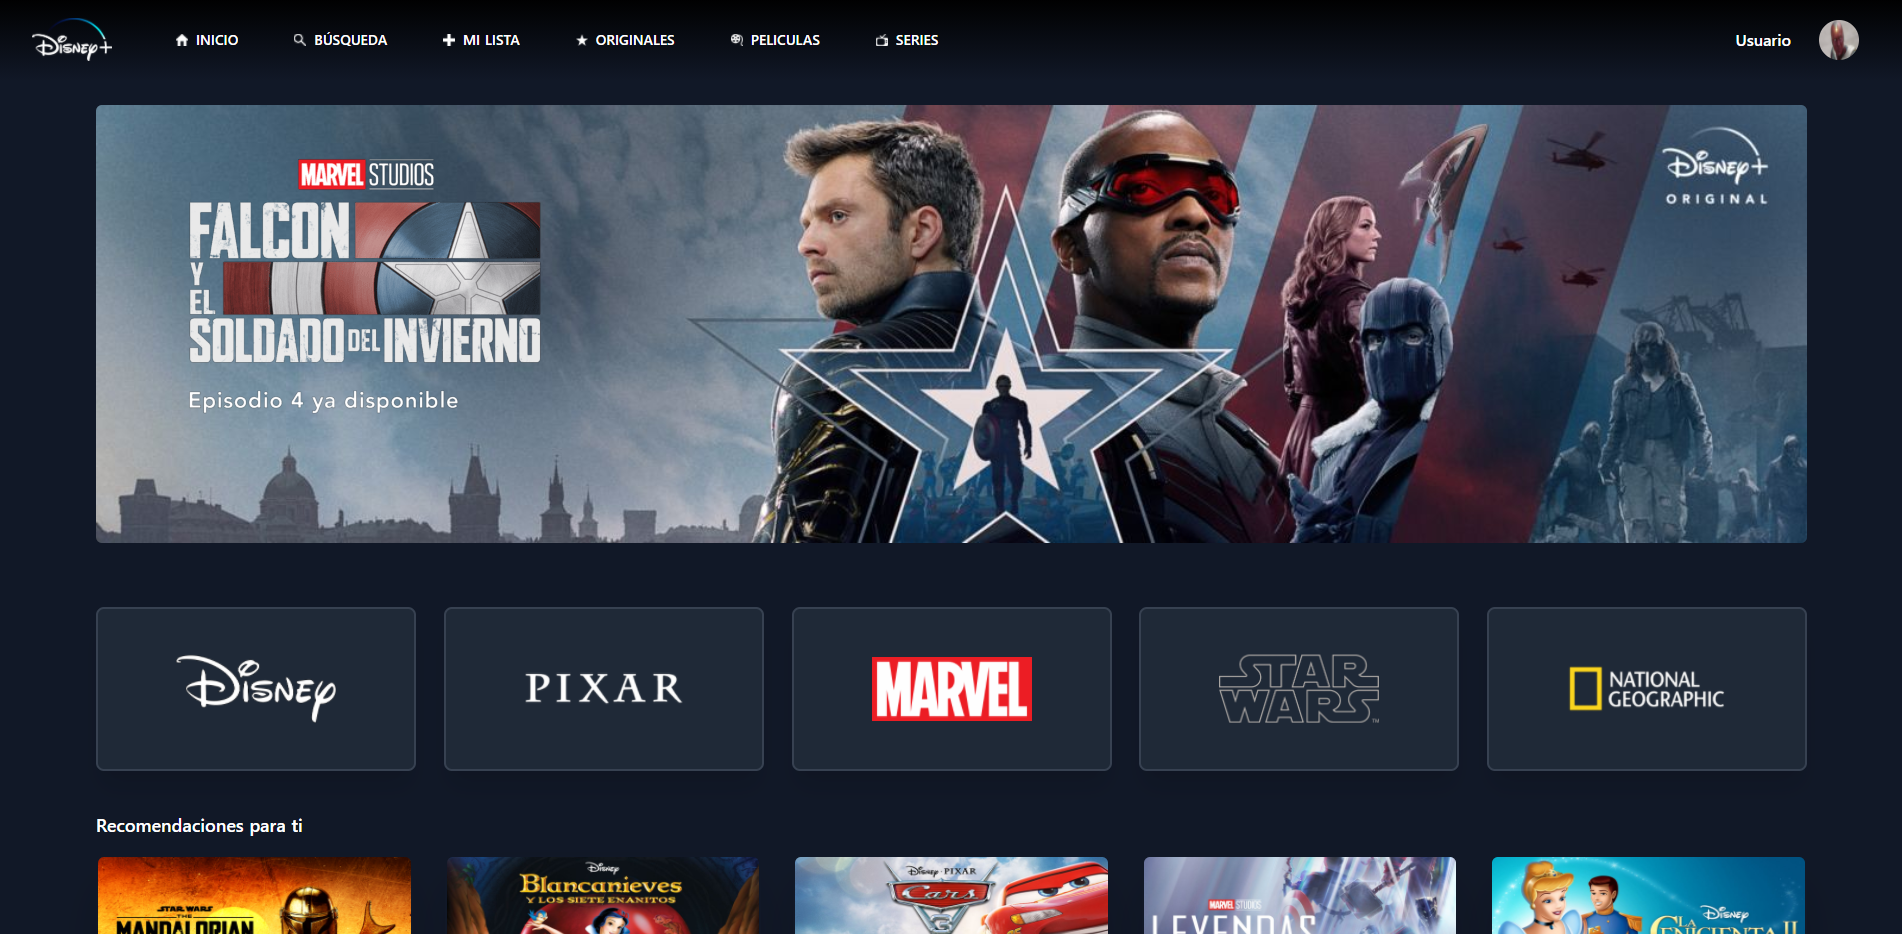 Disney+
INICIO
BÚSQUEDA
MI LISTA
ORIGINALES
PELICULAS
SERIES
Usuario
MARVEL STUDIOS
FALCON
Y
EL
SOLDADO DEL INVIERNO
Episodio 4 ya disponible
Disney+
ORIGINAL
Disney
PIXAR
MARVEL
STAR
WARS
TM
NATIONAL
GEOGRAPHIC
Recomendaciones para ti
STAR WARS
THE
MANDALORIAN
Disney
Blancanieves
Y LOS SIETE ENANITOS
Disney · PIXAR
Cars
3
MARVEL STUDIOS
LEYENDAS
Disney
LA
CENICIENTA II